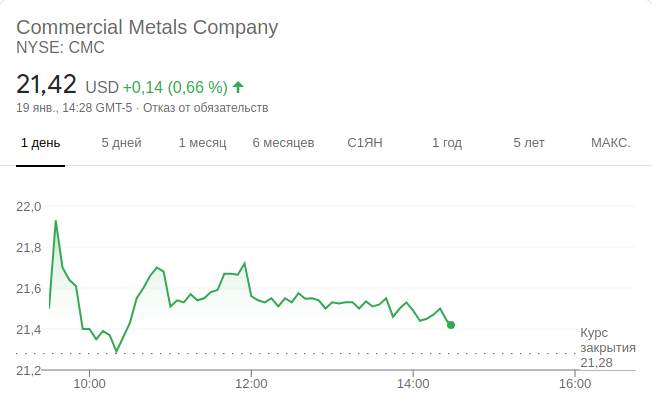 Commercial Metals Company
NYSE: CMC
21,42 USD +0,14 (0,66 %)
19 янв., 14:28 GMT-5 · Отказ от обязательств
1 день 5 дней 1 месяц 6 месяцев С1ЯН 1 год 5 лет МАКС.
22,0
21,8
21,6
21,4
Курс
закрытия
21,28
21,2
10:00 12:00 14:00 16:00